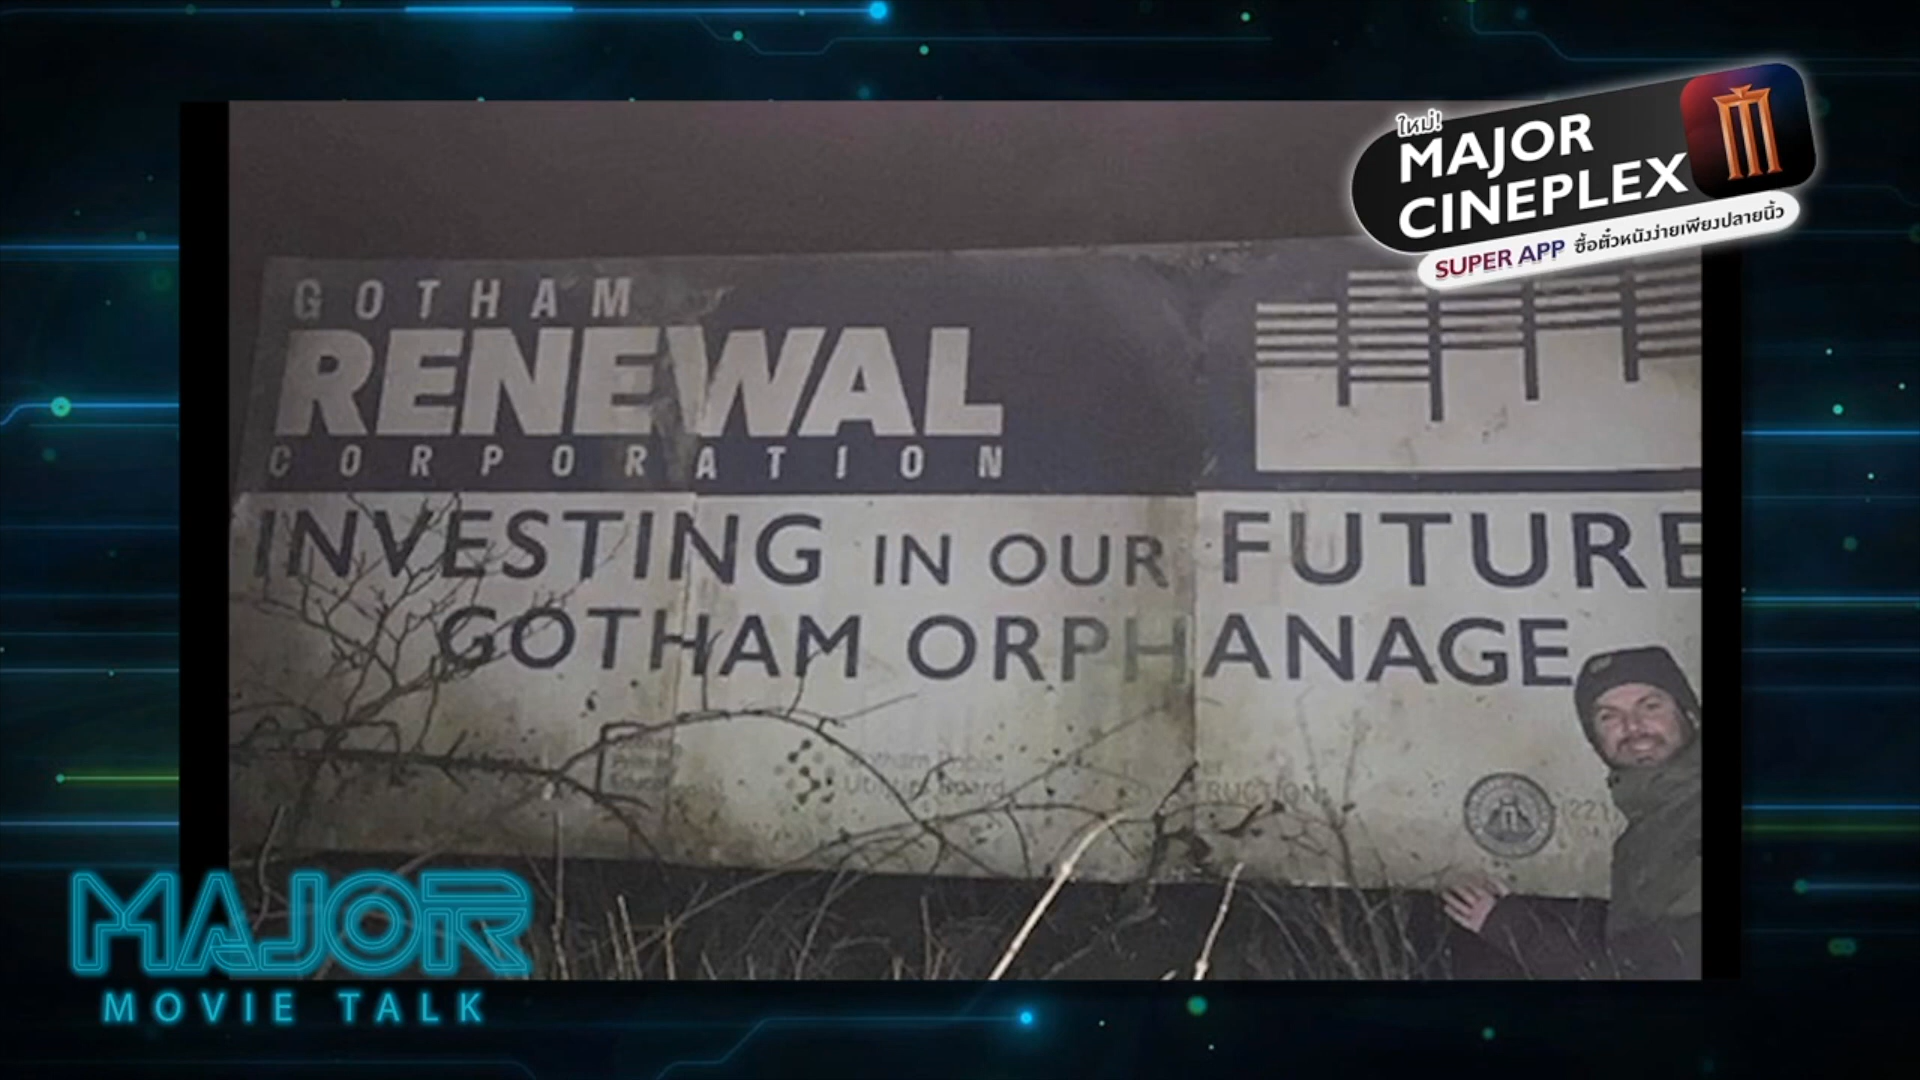 ใหม่!
MAJOR
CINEPLEX
SUPER APP ซื้อตั๋วหนังง่ายเพียงปลายนิ้ว
GOTHAM
RENEWAL
CORPORATION
INVESTING IN OUR FUTURE
GOTHAM ORPHANAGE
Utilities Board
MAJOR
MOVIE TALK